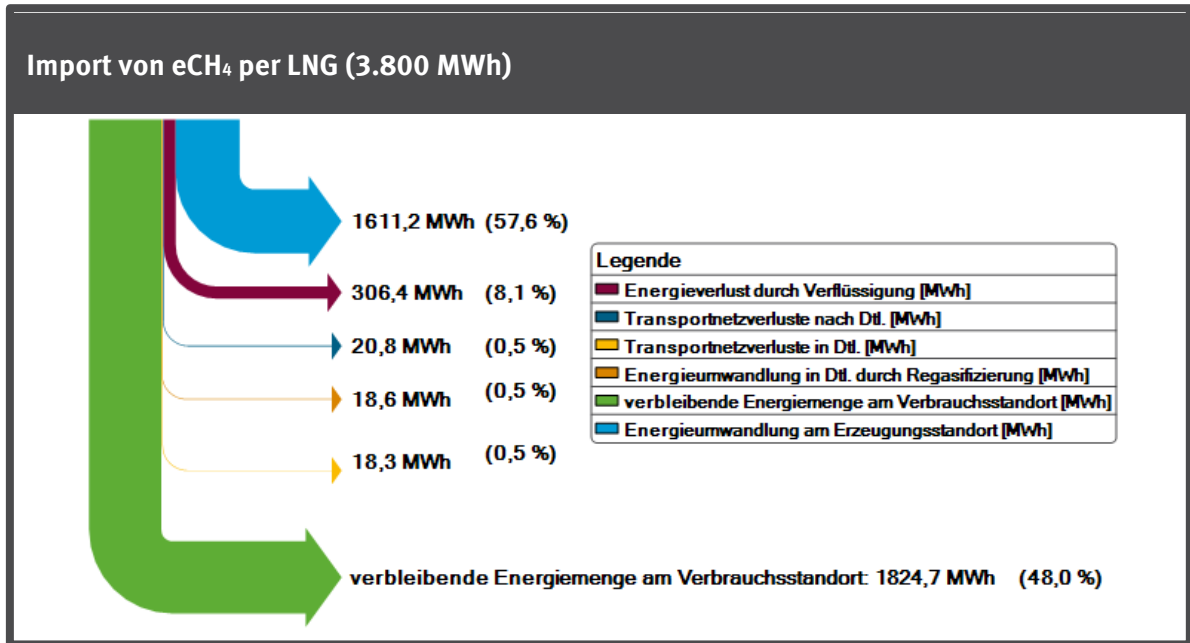 Import von eCH₄ per LNG (3.800 MWh)
1611,2 MWh (57,6 %)
306,4 MWh (8,1 %)
20,8 MWh (0,5 %)
18,6 MWh (0,5 %)
18,3 MWh (0,5 %)
Legende
Energieverlust durch Verflüssigung [MWh]
Transportnetzverluste nach Dtl. [MWh]
Transportnetzverluste in Dtl. [MWh]
Energieumwandlung in Dtl. durch Regasifizierung [MWh]
verbleibende Energiemenge am Verbrauchsstandort [MWh]
Energieumwandlung am Erzeugungsstandort [MWh]
verbleibende Energiemenge am Verbrauchsstandort: 1824,7 MWh (48,0 %)